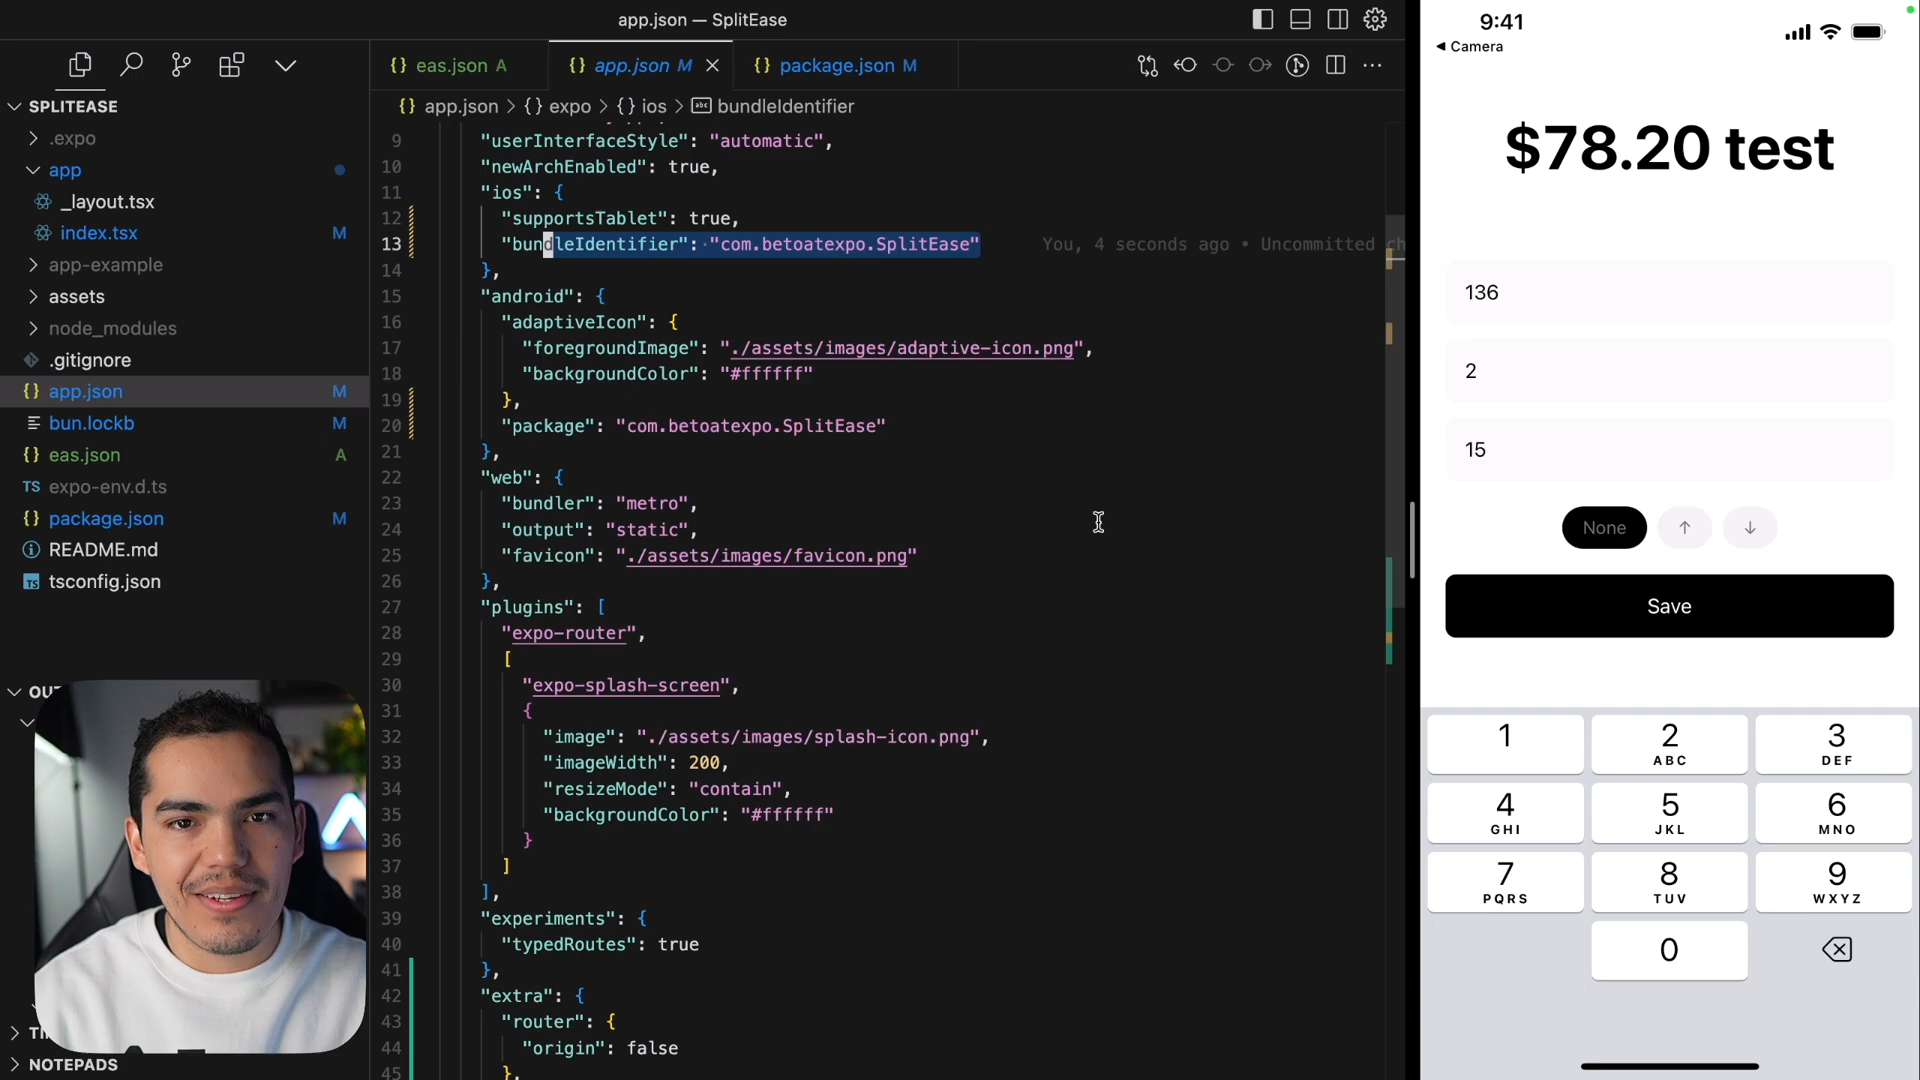 app.json — SplitEase
eas.json A
app.json M
package.json M
SPLITEASE
app.json > {} expo > {} ios > bundleIdentifier
.expo
app
_layout.tsx
index.tsx M
app-example
assets
node_modules
.gitignore
app.json M
bun.lockb M
eas.json A
TS expo-env.d.ts
package.json M
README.md
TS tsconfig.json
NOTEPADS
9 "userInterfaceStyle": "automatic",
10 "newArchEnabled": true,
11 "ios": {
12 "supportsTablet": true,
13 "bundleIdentifier": "com.betoatexpo.SplitEase" You, 4 seconds ago • Uncommitted
14 },
15 "android": {
16 "adaptiveIcon": {
17 "foregroundImage": "./assets/images/adaptive-icon.png",
18 "backgroundColor": "#ffffff"
19 },
20 "package": "com.betoatexpo.SplitEase"
21 },
22 "web": {
23 "bundler": "metro",
24 "output": "static",
25 "favicon": "./assets/images/favicon.png"
26 },
27 "plugins": [
28 "expo-router",
29 [
30 "expo-splash-screen",
31 {
32 "image": "./assets/images/splash-icon.png",
33 "imageWidth": 200,
34 "resizeMode": "contain",
35 "backgroundColor": "#ffffff"
36 }
37 ]
38 ],
39 "experiments": {
40 "typedRoutes": true
41 },
42 "extra": {
43 "router": {
44 "origin": false
45 },
9:41
Camera
$78.20 test
136
2
15
None ↑ ↓
Save
1 2 3
ABC DEF
4 5 6
GHI JKL MNO
7 8 9
PQRS TUV WXYZ
0